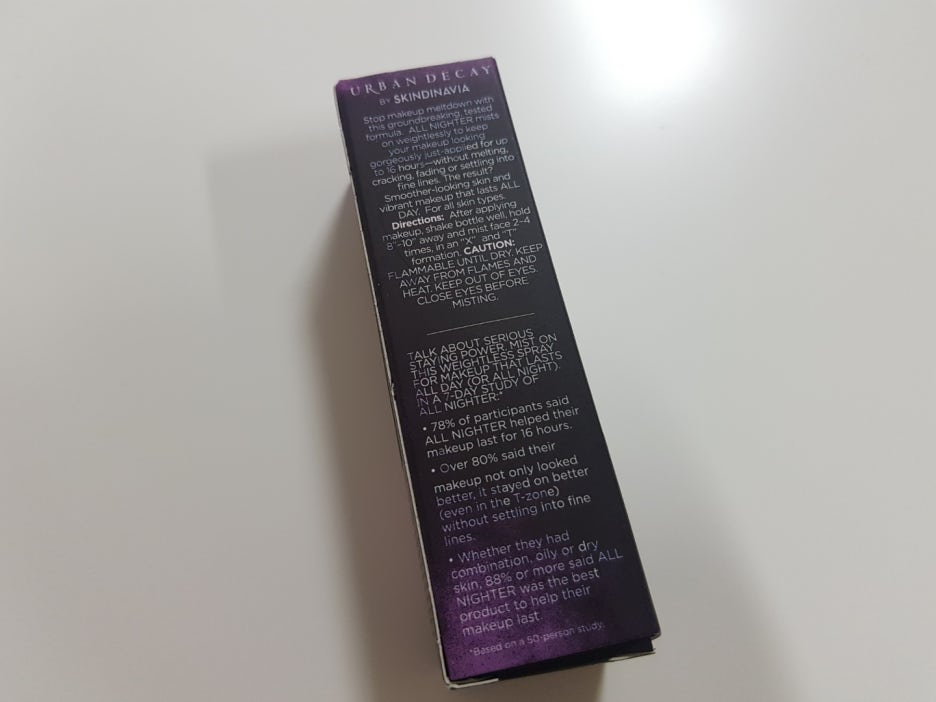 URBAN DECAY
BY SKINDINAVIA
Stop makeup meltdown with
this groundbreaking, tested
formula. ALL NIGHTER mists
on weightlessly to keep
your makeup looking
gorgeously just-applied for up
to 16 hours—without melting,
cracking, fading or settling into
fine lines. The result?
Smoother-looking skin and
vibrant makeup that lasts ALL
DAY. For all skin types.
Directions: After applying
makeup, shake bottle well, hold
8"-10" away and mist face 2-4
times, in an "X" and "T"
formation. CAUTION:
FLAMMABLE UNTIL DRY. KEEP
AWAY FROM FLAMES AND
HEAT. KEEP OUT OF EYES.
CLOSE EYES BEFORE
MISTING.
TALK ABOUT SERIOUS
STAYING POWER. MIST ON
THIS WEIGHTLESS SPRAY
FOR MAKEUP THAT LASTS
ALL DAY (OR ALL NIGHT).
IN A 7-DAY STUDY OF
ALL NIGHTER:*
• 78% of participants said
ALL NIGHTER helped their
makeup last for 16 hours.
• Over 80% said their
makeup not only looked
better, it stayed on better
(even in the T-zone)
without settling into fine
lines.
• Whether they had
combination, oily or dry
skin, 88% or more said ALL
NIGHTER was the best
product to help their
makeup last.
*Based on a 50-person study.